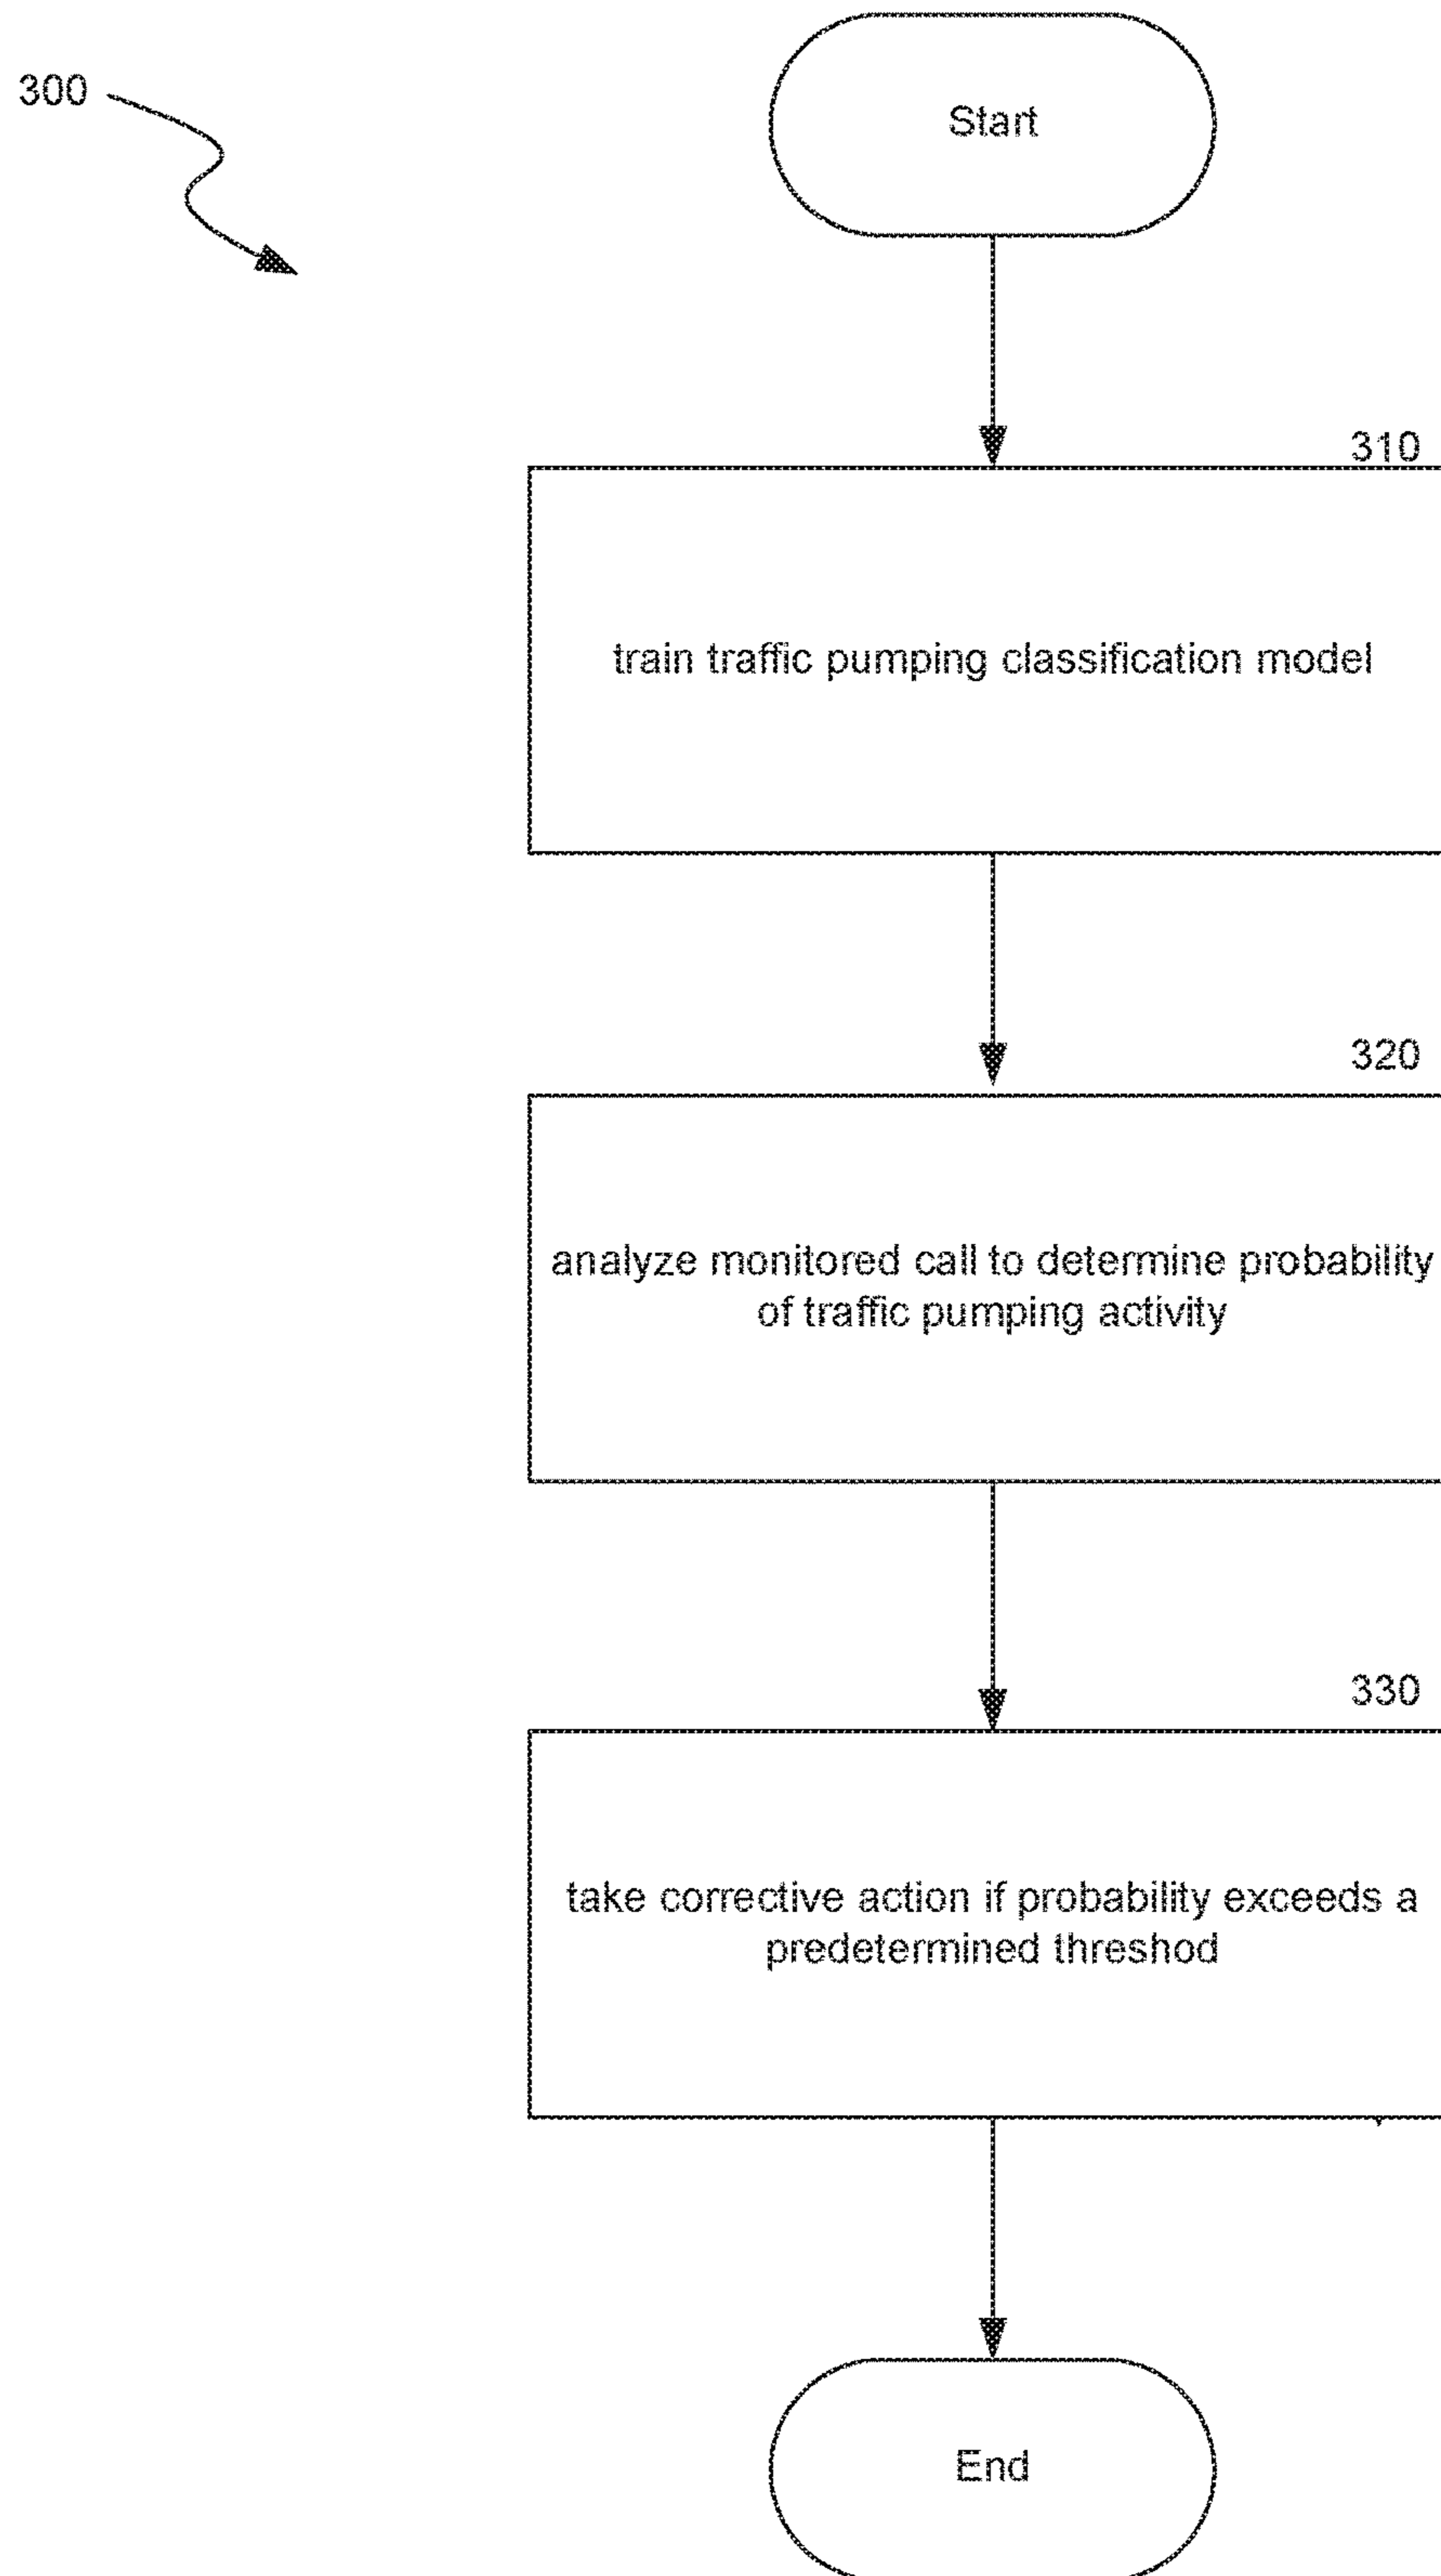 300
Start
310
train traffic pumping classification model
320
analyze monitored call to determine probability
of traffic pumping activity
330
take corrective action if probability exceeds a
predetermined threshod
End